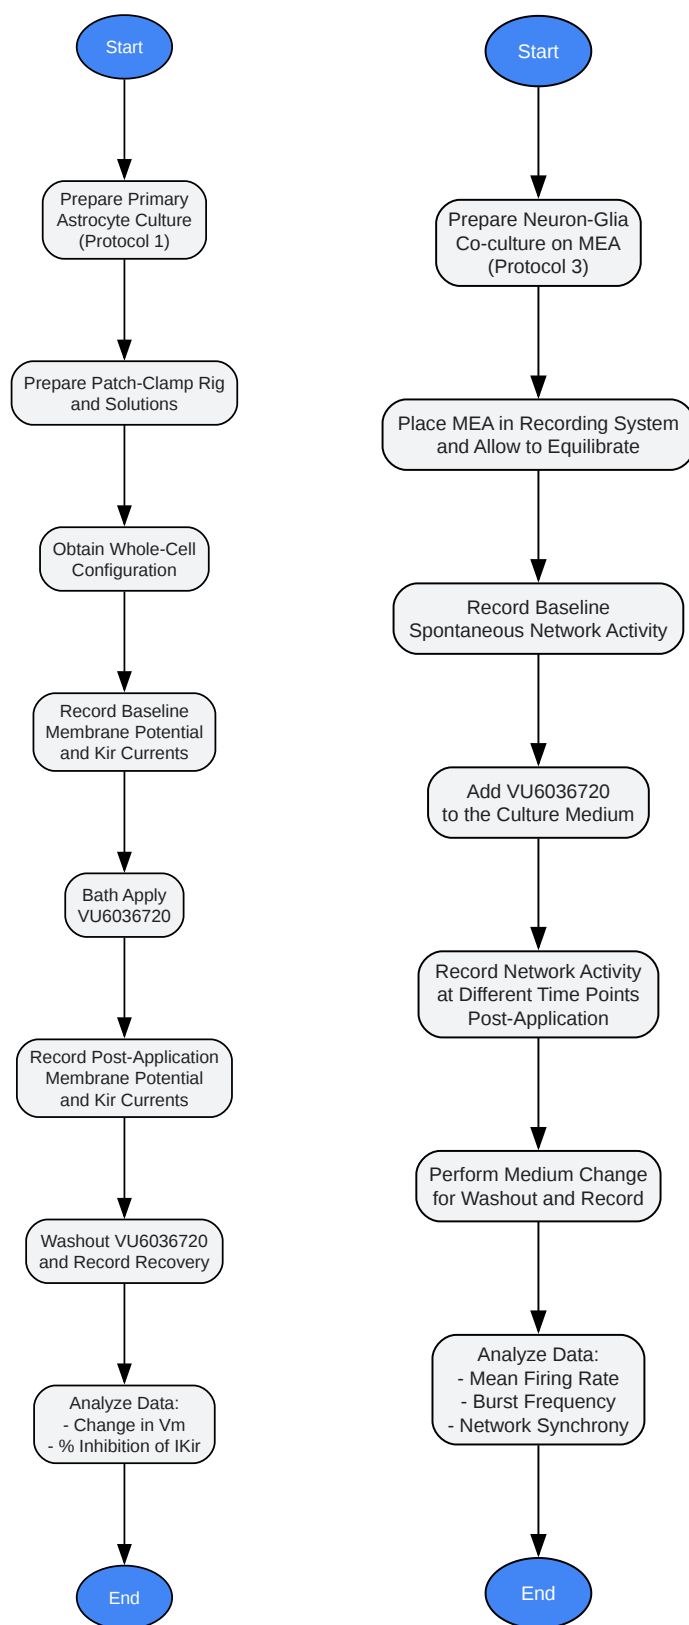 Start
Prepare Primary
Astrocyte Culture
(Protocol 1)
Prepare Patch-Clamp Rig
and Solutions
Obtain Whole-Cell
Configuration
Record Baseline
Membrane Potential
and Kir Currents
Bath Apply
VU6036720
Record Post-Application
Membrane Potential
and Kir Currents
Washout VU6036720
and Record Recovery
Analyze Data:
- Change in Vm
- % Inhibition of IKir
End
Start
Prepare Neuron-Glia
Co-culture on MEA
(Protocol 3)
Place MEA in Recording System
and Allow to Equilibrate
Record Baseline
Spontaneous Network Activity
Add VU6036720
to the Culture Medium
Record Network Activity
at Different Time Points
Post-Application
Perform Medium Change
for Washout and Record
Analyze Data:
- Mean Firing Rate
- Burst Frequency
- Network Synchrony
End